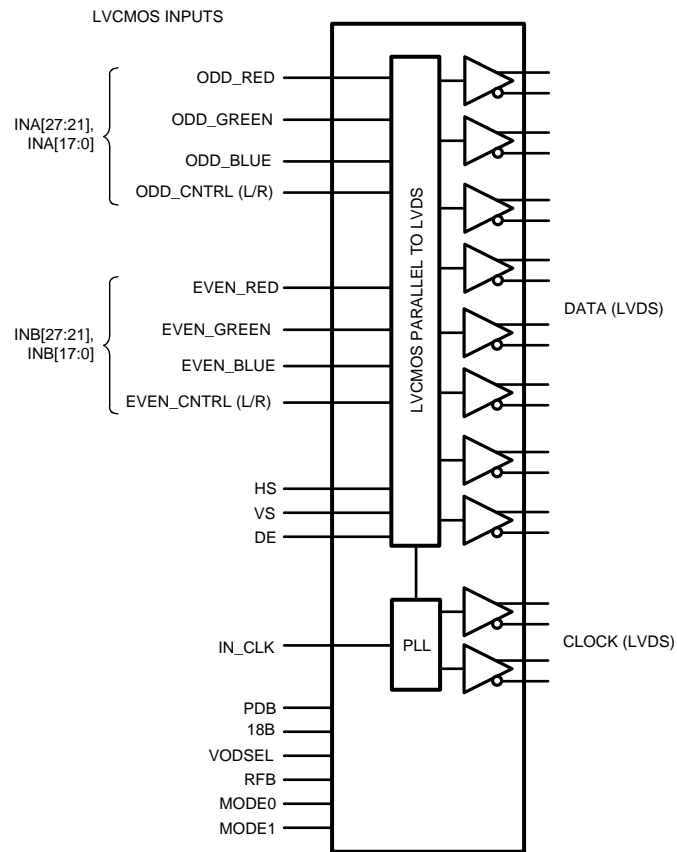 LVCMOS INPUTS
ODD_RED
ODD_GREEN
INA[27:21],
INA[17:0]
ODD_BLUE
ODD_CNTRL (L/R)
EVEN_RED
EVEN_GREEN
INB[27:21],
INB[17:0]
EVEN_BLUE
EVEN_CNTRL (L/R)
HS
VS
DE
LVCMOS PARALLEL TO LVDS
DATA (LVDS)
IN_CLK
PLL
CLOCK (LVDS)
PDB
18B
VODSEL
RFB
MODE0
MODE1